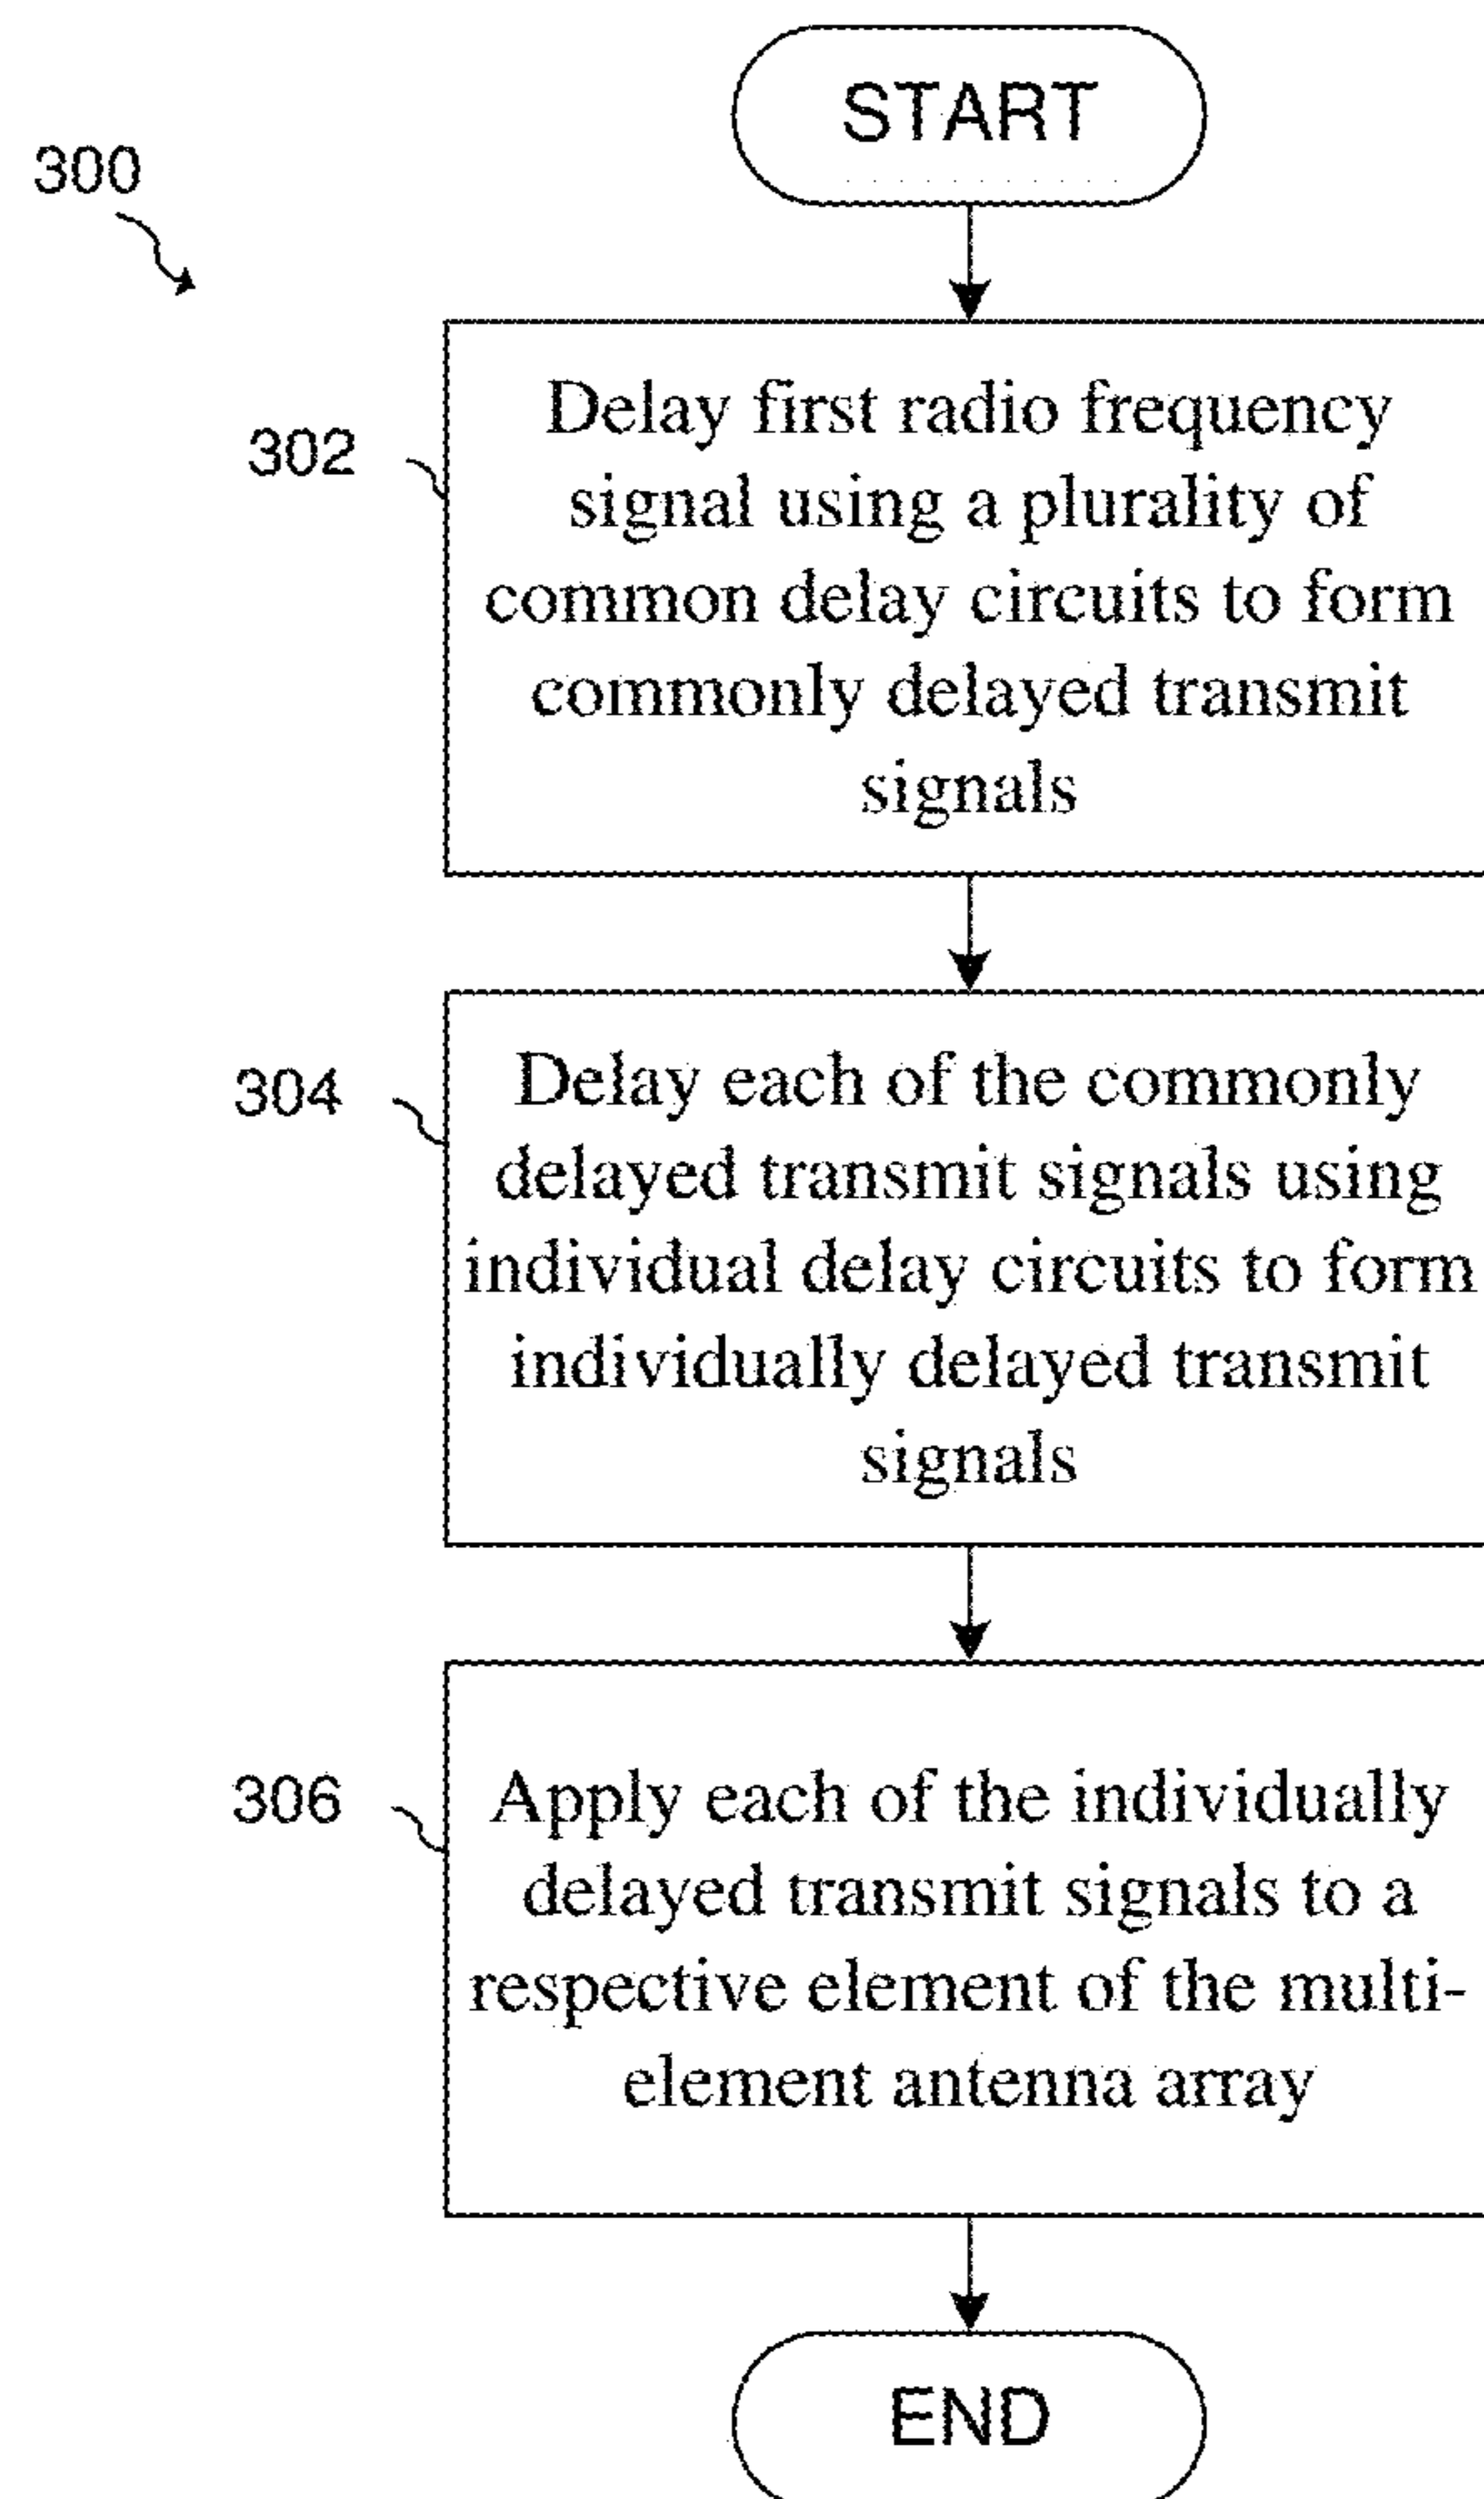 START
300
302
Delay first radio frequency
signal using a plurality of
common delay circuits to form
commonly delayed transmit
signals
304
Delay each of the commonly
delayed transmit signals using
individual delay circuits to form
individually delayed transmit
signals
306
Apply each of the individually
delayed transmit signals to a
respective element of the multi-
element antenna array
END